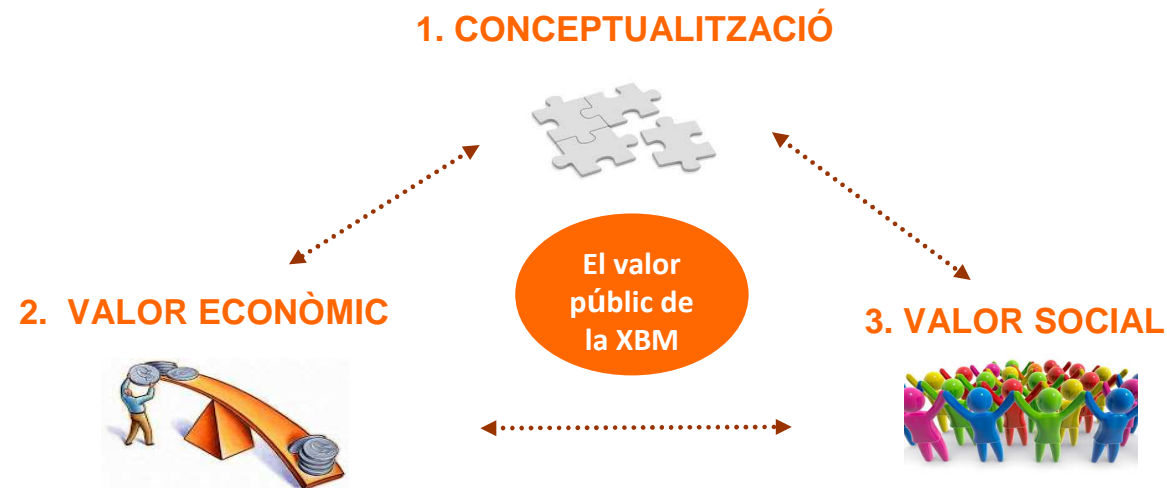 1. CONCEPTUALITZACIÓ
El valor
públic de
la XBM
2. VALOR ECONÒMIC
3. VALOR SOCIAL